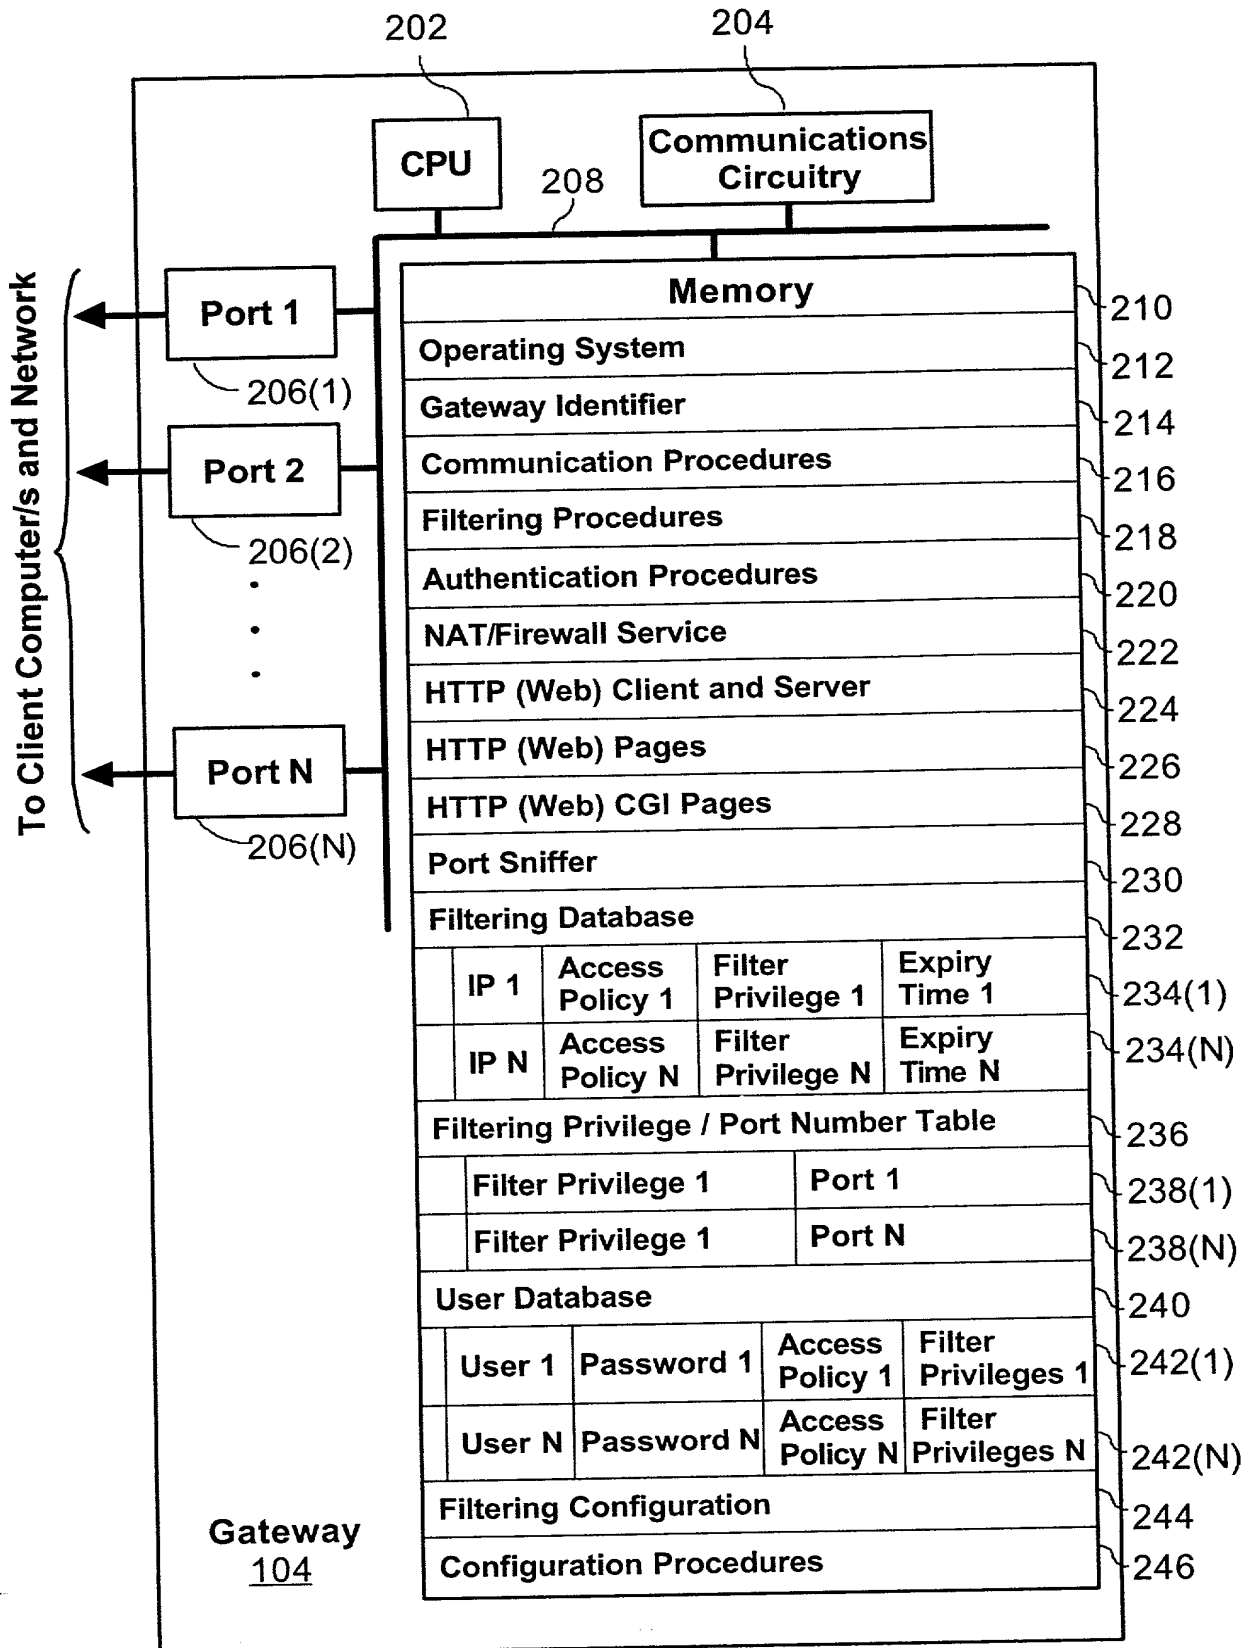 202
204
CPU
Communications
Circuitry
208
To Client Computer/s and Network
Port 1
206(1)
Port 2
206(2)
Port N
206(N)
Memory
210
Operating System
212
Gateway Identifier
214
Communication Procedures
216
Filtering Procedures
218
Authentication Procedures
220
NAT/Firewall Service
222
HTTP (Web) Client and Server
224
HTTP (Web) Pages
226
HTTP (Web) CGI Pages
228
Port Sniffer
230
Filtering Database
232
IP 1
Access
Policy 1
Filter
Privilege 1
Expiry
Time 1
234(1)
IP N
Access
Policy N
Filter
Privilege N
Expiry
Time N
234(N)
Filtering Privilege / Port Number Table
236
Filter Privilege 1
Port 1
238(1)
Filter Privilege 1
Port N
238(N)
User Database
240
User 1
Password 1
Access
Policy 1
Filter
Privileges 1
242(1)
User N
Password N
Access
Policy N
Filter
Privileges N
242(N)
Filtering Configuration
244
Configuration Procedures
246
Gateway
104